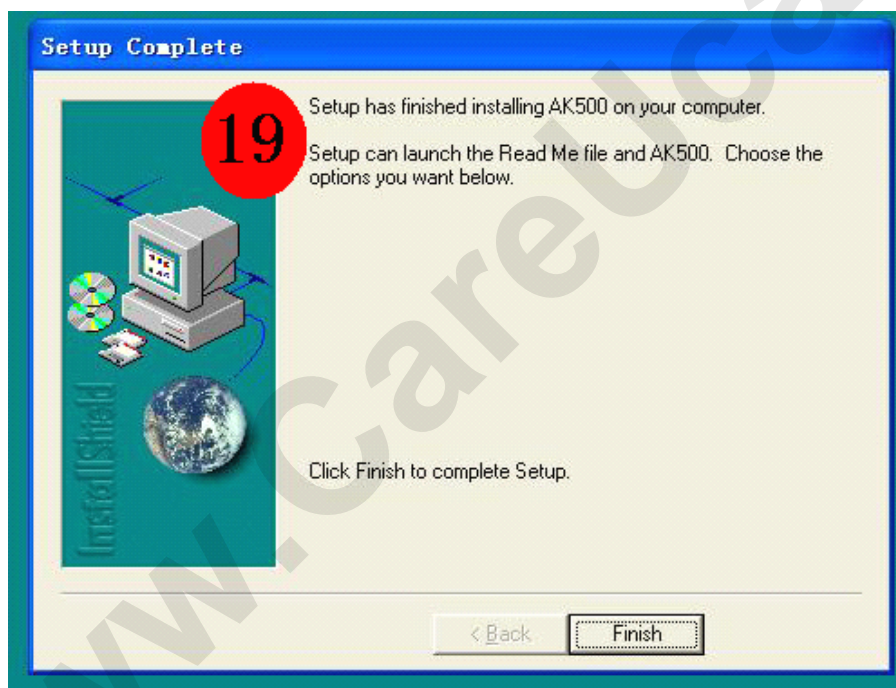 Setup Complete
19
Setup has finished installing AK500 on your computer.
Setup can launch the Read Me file and AK500. Choose the
options you want below.
InstallShield
Click Finish to complete Setup.
< Back
Finish
www.CareUca